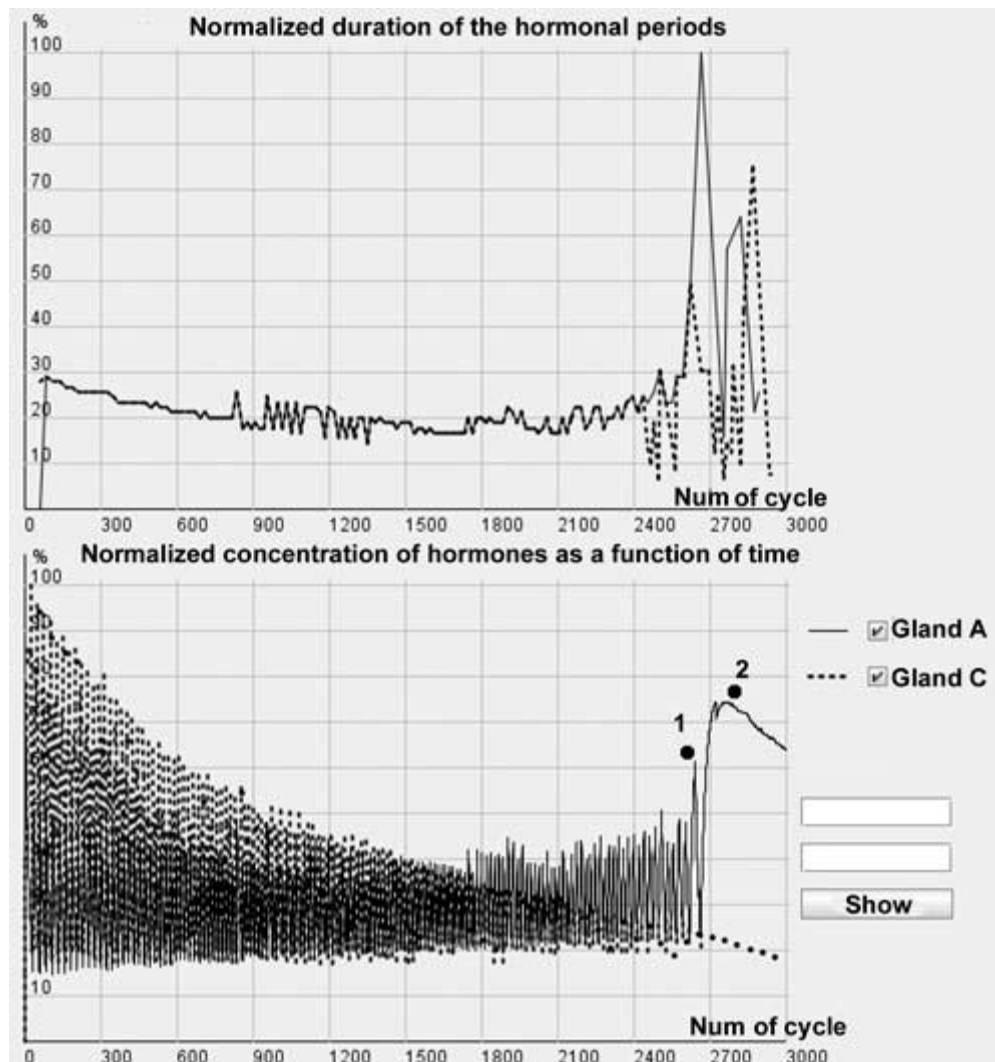 %
Normalized duration of the hormonal periods
100
90
80
70
60
50
40
30
20
10
Num of cycle
0 300 600 900 1200 1500 1800 2100 2400 2700 3000
%
Normalized concentration of hormones as a function of time
100
10
1
2
Gland A
Gland C
Show
Num of cycle
0 300 600 900 1200 1500 1800 2100 2400 2700 3000